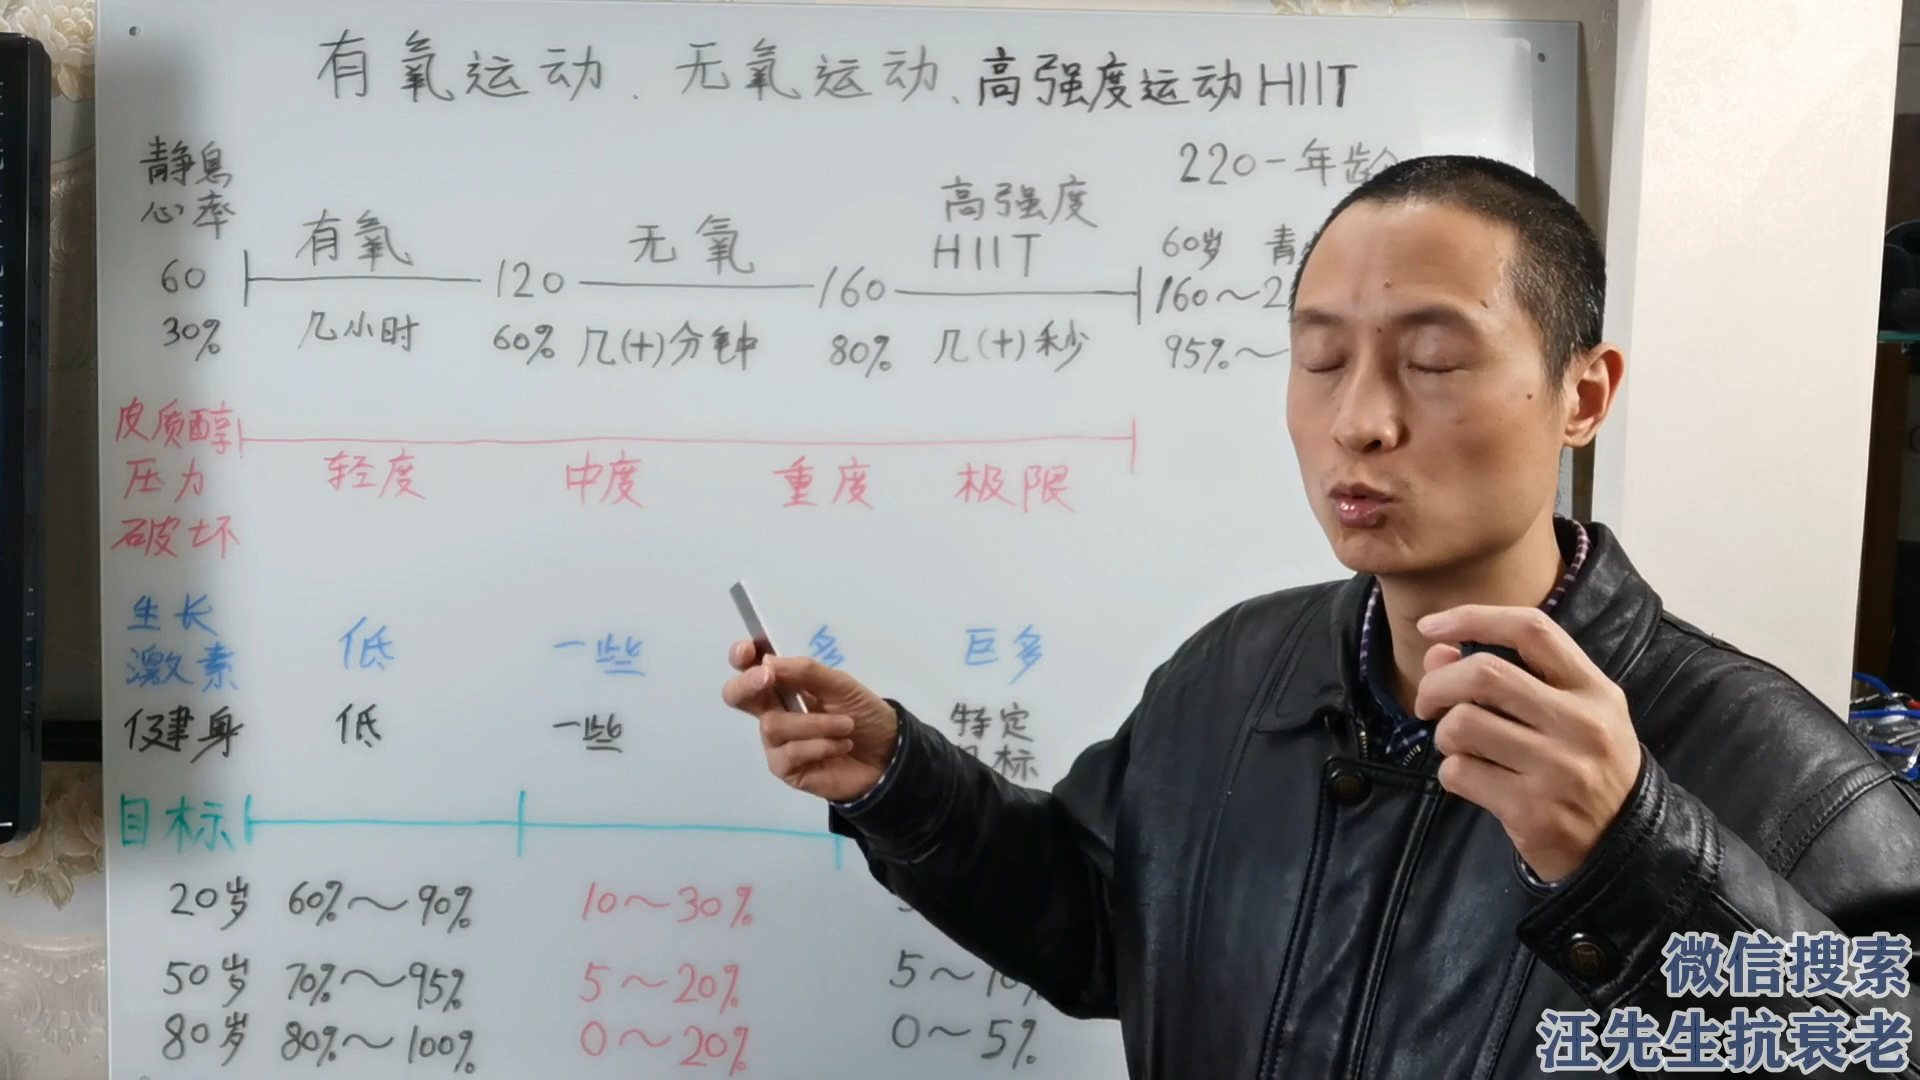 有氧运动、无氧运动、高强度运动HIIT
220-年龄
静息
心率
有氧
无氧
高强度
HIIT
60岁 青
60
120
160
160～2
30%
几小时
60%
几(十)分钟
80%
几(十)秒
95%～
皮质醇
压力
破坏
轻度
中度
重度
极限
生长
激素
低
一些
多
巨多
健身
低
一些
特定
目标
目标
20岁 60%～90% 10～30%
50岁 70%～95% 5～20% 5～10%
80岁 80%～100% 0～20% 0～5%
微信搜索
汪先生抗衰老